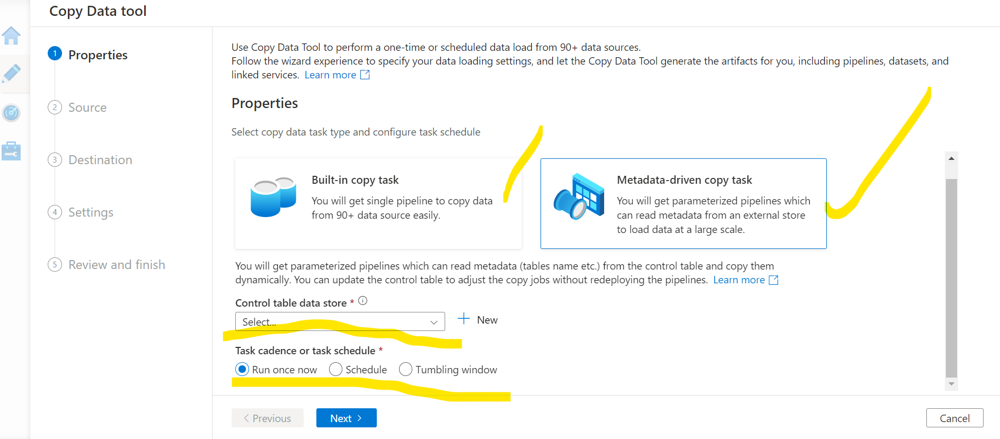 Copy Data tool
1 Properties
2 Source
3 Destination
4 Settings
5 Review and finish
Use Copy Data Tool to perform a one-time or scheduled data load from 90+ data sources.
Follow the wizard experience to specify your data loading settings, and let the Copy Data Tool generate the artifacts for you, including pipelines, datasets, and
linked services. Learn more
Properties
Select copy data task type and configure task schedule
Built-in copy task
You will get single pipeline to copy data
from 90+ data source easily.
Metadata-driven copy task
You will get parameterized pipelines which
can read metadata from an external store
to load data at a large scale.
You will get parameterized pipelines which can read metadata (tables name etc.) from the control table and copy them
dynamically. You can update the control table to adjust the copy jobs without redeploying the pipelines. Learn more
Control table data store *
Select...
+ New
Task cadence or task schedule *
Run once now Schedule Tumbling window
< Previous Next > Cancel